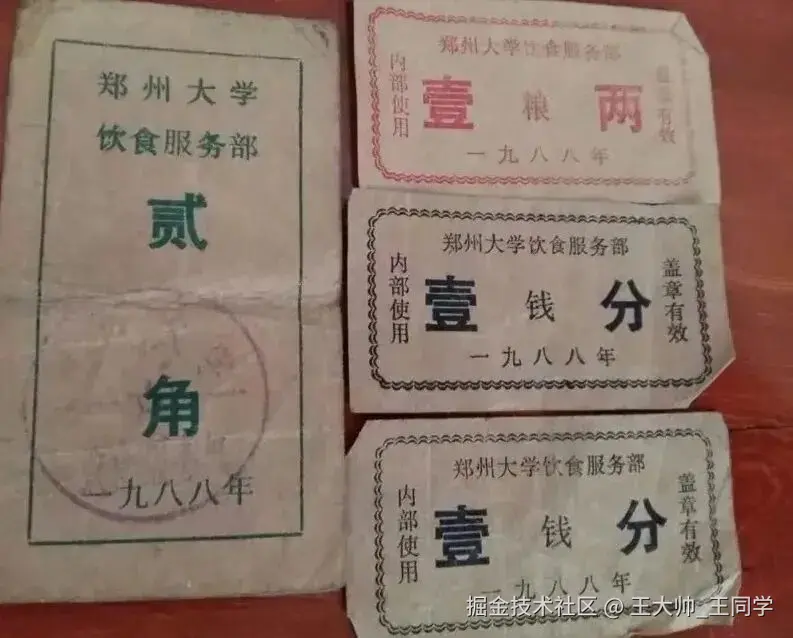 郑州大学
饮食服务部
贰
角
一九八八年
郑州大学饮食服务部
内部使用
壹 粮 两
盖章有效
一九八八年
郑州大学饮食服务部
内部使用
壹 钱 分
盖章有效
一九八八年
郑州大学饮食服务部
内部使用
壹 钱 分
盖章有效
一九八八年
掘金技术社区 @ 王大帅_王同学